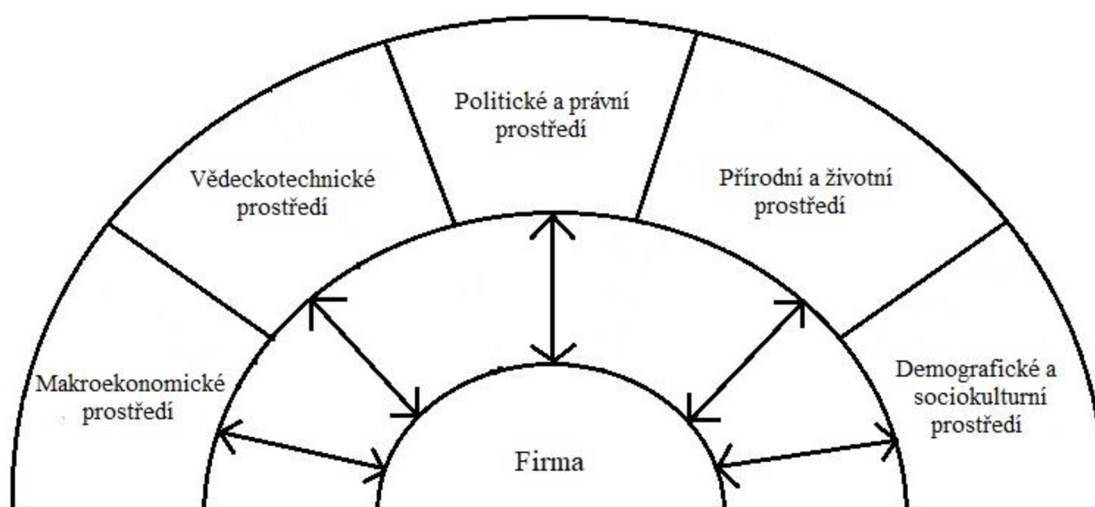 Politické a právní
prostředí
Vědeckotechnické
prostředí
Přírodní a životní
prostředí
Makroekonomické
prostředí
Demografické a
sociokulturní
prostředí
Firma